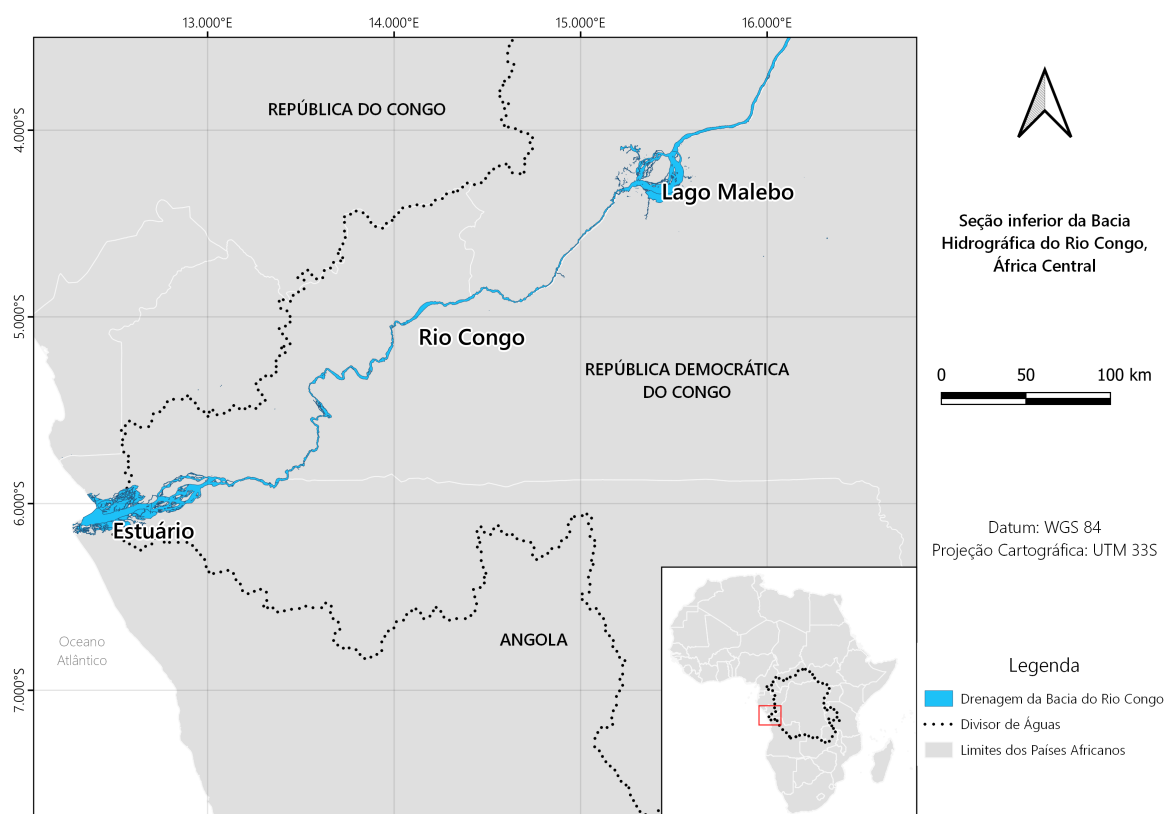 13.000°E
14.000°E
15.000°E
16.000°E
4.000°S
5.000°S
6.000°S
7.000°S
REPÚBLICA DO CONGO
Lago Malebo
Rio Congo
REPÚBLICA DEMOCRÁTICA
DO CONGO
Estuário
ANGOLA
Oceano
Atlântico
Seção inferior da Bacia
Hidrográfica do Rio Congo,
África Central
0 50 100 km
Datum: WGS 84
Projeção Cartográfica: UTM 33S
Legenda
Drenagem da Bacia do Rio Congo
Divisor de Águas
Limites dos Países Africanos